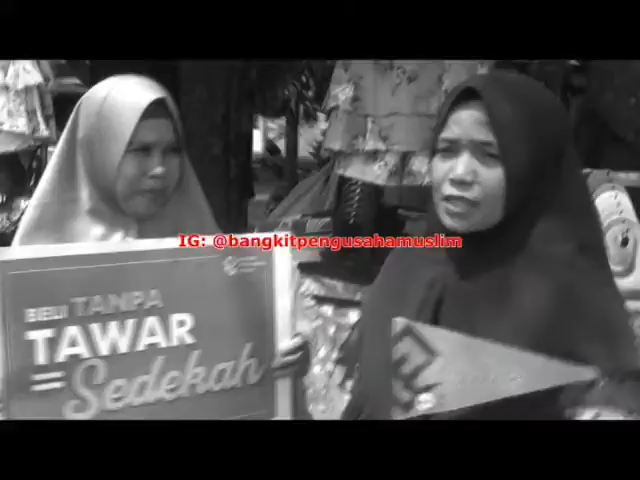 IG: @bangkitpengusahamuslim
BELI TANPA
TAWAR
= Sedekah